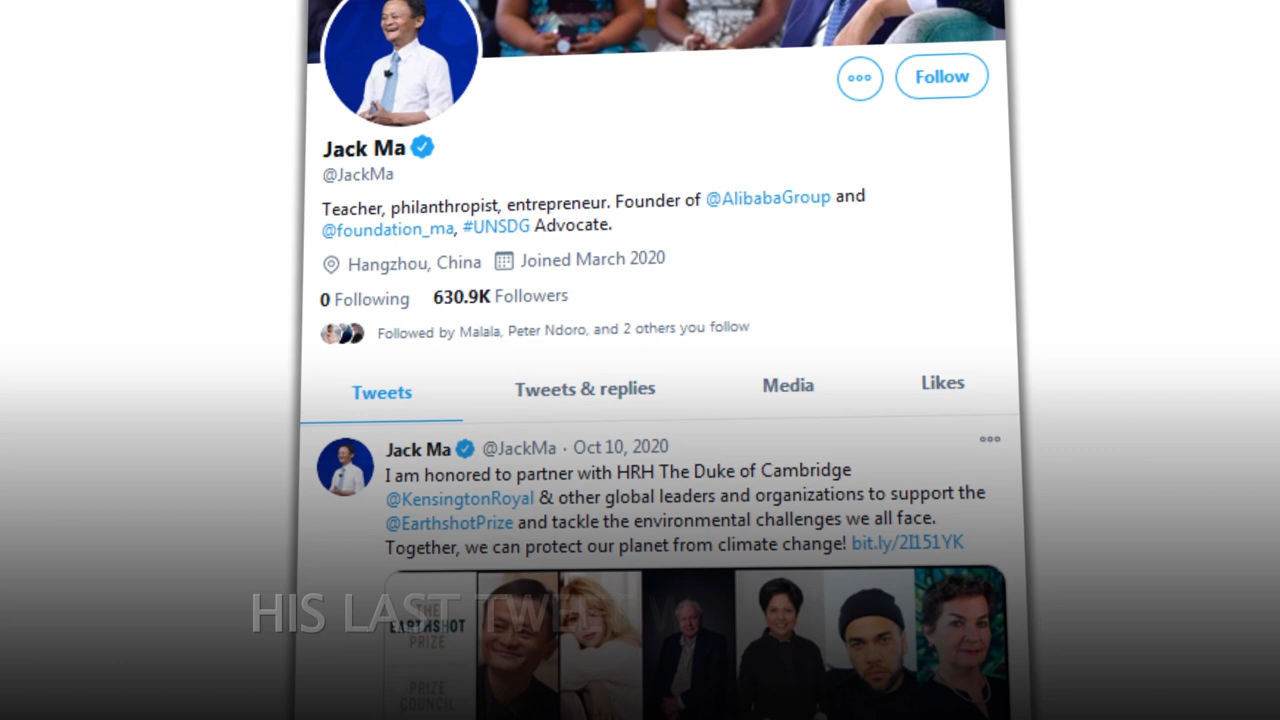 Follow
Jack Ma
@JackMa
Teacher, philanthropist, entrepreneur. Founder of @AlibabaGroup and
@foundation_ma, #UNSDG Advocate.
Hangzhou, China Joined March 2020
0 Following 630.9K Followers
Followed by Malala, Peter Ndoro, and 2 others you follow
Tweets Tweets & replies Media Likes
Jack Ma @JackMa · Oct 10, 2020
I am honored to partner with HRH The Duke of Cambridge
@KensingtonRoyal & other global leaders and organizations to support the
@EarthshotPrize and tackle the environmental challenges we all face.
Together, we can protect our planet from climate change! bit.ly/2I151YK
HIS LAST TWEET W
THE
EARTHSHOT
PRIZE
PRIZE
COUNCIL